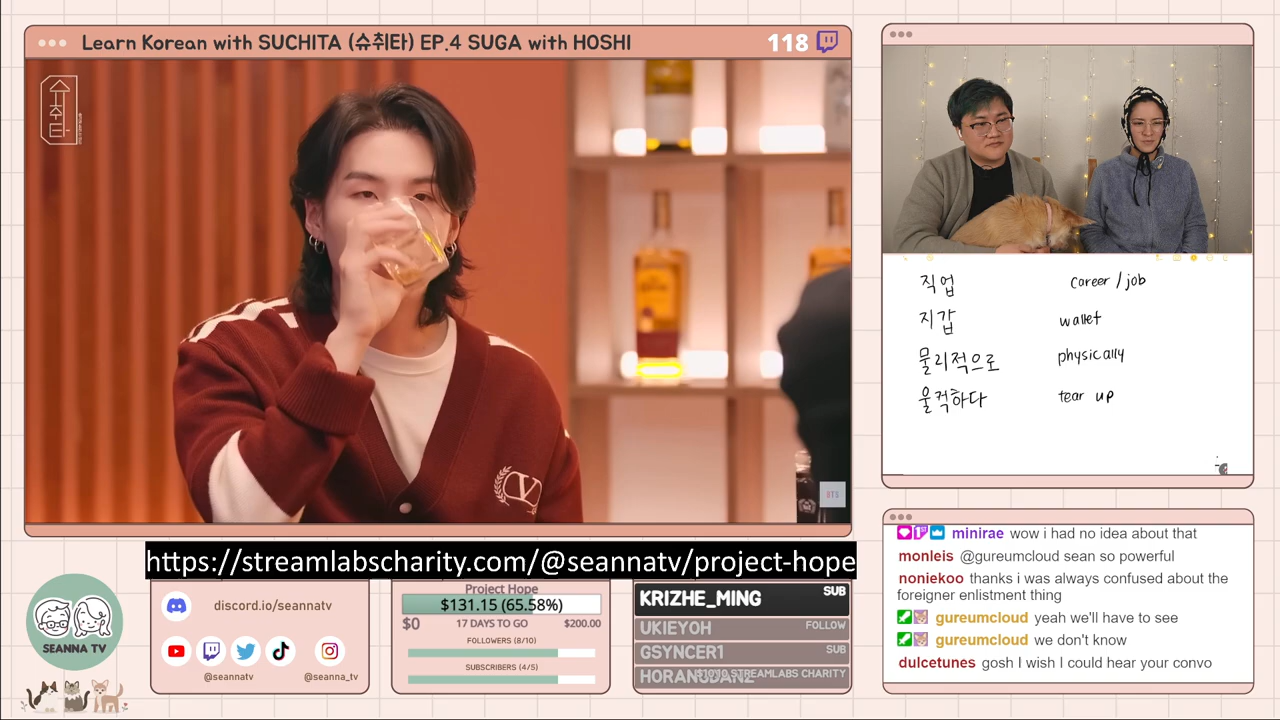 Learn Korean with SUCHITA (슈취타) EP.4 SUGA with HOSHI
118
슈취타
BTS
직업 career / job
지갑 wallet
물리적으로 physically
울컥하다 tear up
https://streamlabscharity.com/@seannatv/project-hope
SEANNA TV
discord.io/seannatv
@seannatv
@seanna_tv
Project Hope
$131.15 (65.58%)
$0
17 DAYS TO GO
$200.00
FOLLOWERS (8/10)
SUBSCRIBERS (4/5)
KRIZHE_MING SUB
UKIEYOH FOLLOW
GSYNCER1 SUB
HORANGDANZ STREAMLABS CHARITY
minirae wow i had no idea about that
monleis @gureumcloud sean so powerful
noniekoo thanks i was always confused about the
foreigner enlistment thing
gureumcloud yeah we'll have to see
gureumcloud we don't know
dulcetunes gosh I wish I could hear your convo